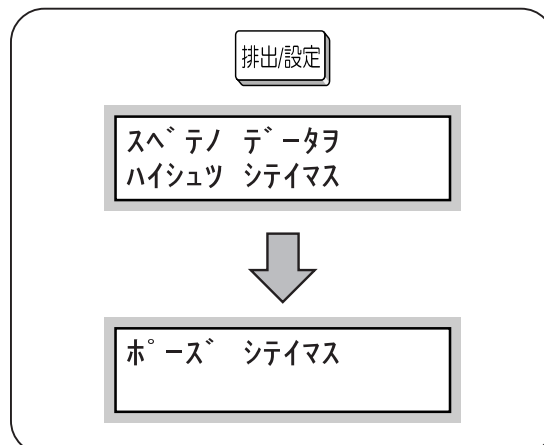 排出/設定
スベテノ データヲ
ハイシュツ シテイマス
ポーズ シテイマス